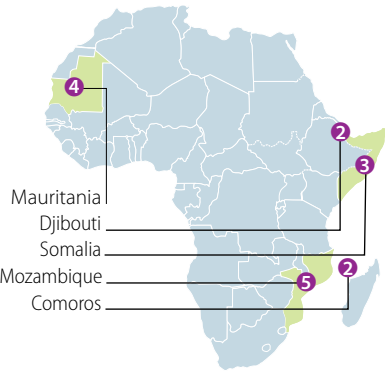 4
2
3
Mauritania
Djibouti
Somalia
2
Mozambique
5
Comoros